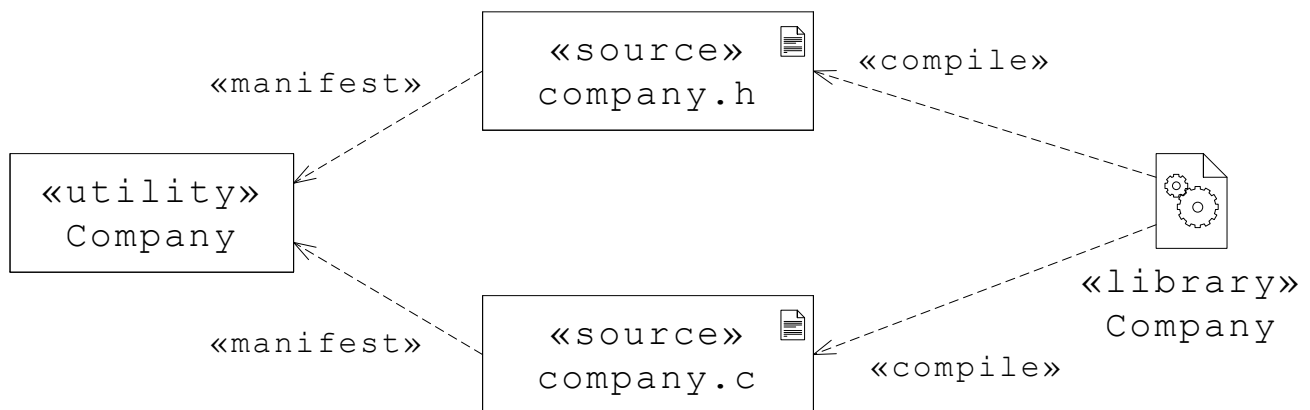 «source»
company.h
«compile»
«manifest»
«utility»
Company
«library»
Company
«manifest»
«source»
company.c
«compile»